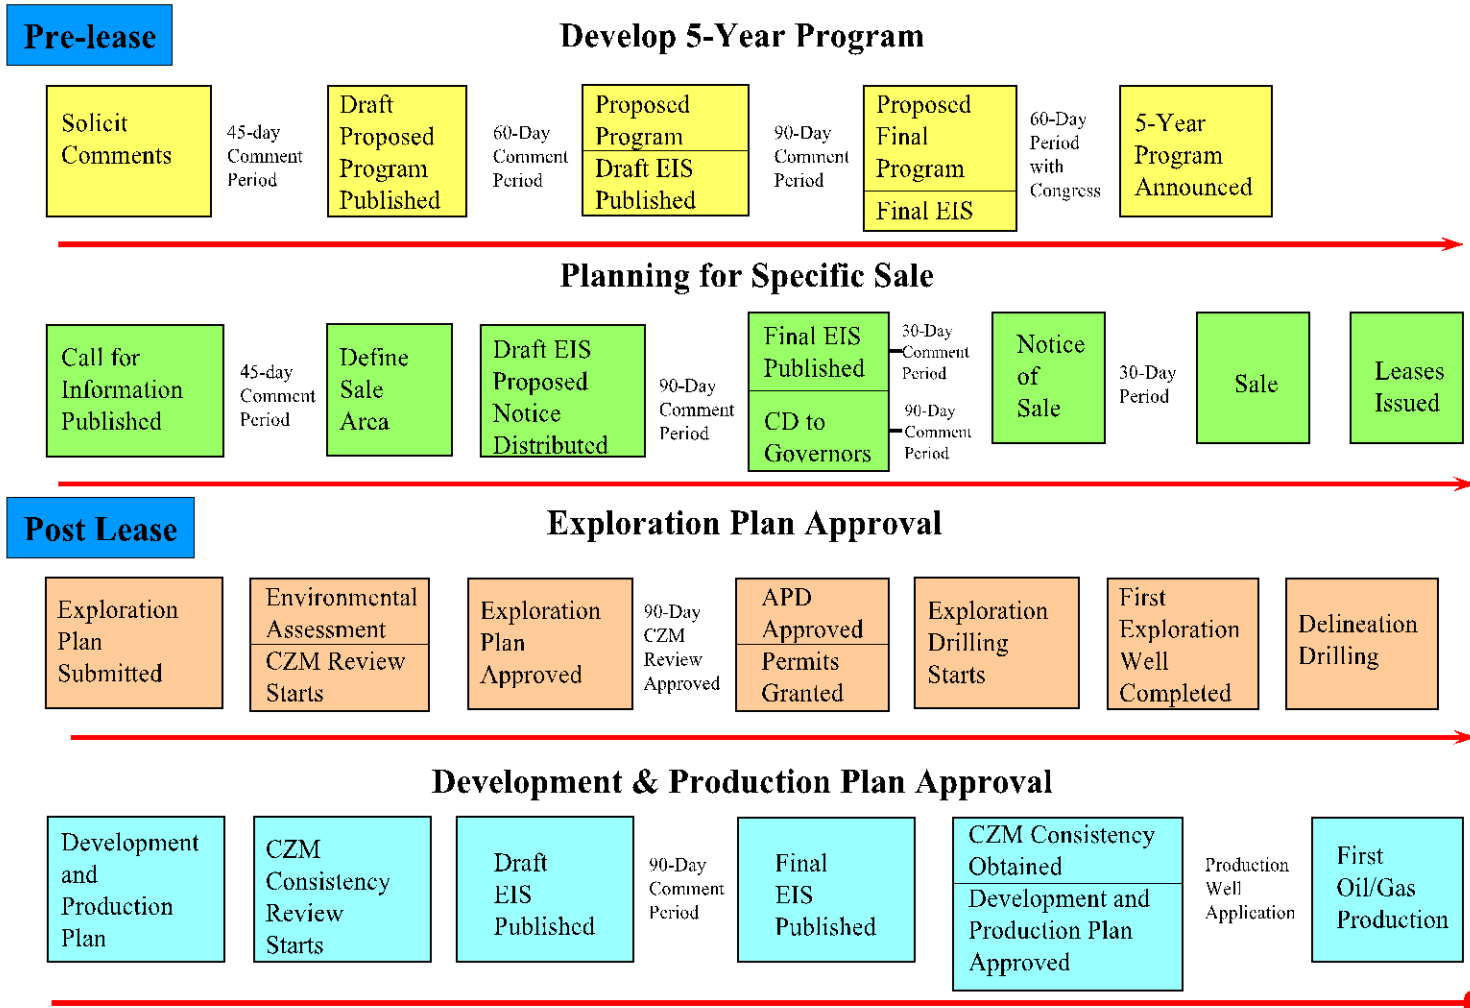 Pre-lease
Develop 5-Year Program
Solicit
Comments
45-day
Comment
Period
Draft
Proposed
Program
Published
60-Day
Comment
Period
Proposed
Program
Draft EIS
Published
90-Day
Comment
Period
Proposed
Final
Program
Final EIS
60-Day
Period
with
Congress
5-Year
Program
Announced
Planning for Specific Sale
Call for
Information
Published
45-day
Comment
Period
Define
Sale
Area
Draft EIS
Proposed
Notice
Distributed
90-Day
Comment
Period
Final EIS
Published
CD to
Governors
30-Day
Comment
Period
90-Day
Comment
Period
Notice
of
Sale
30-Day
Period
Sale
Leases
Issued
Post Lease
Exploration Plan Approval
Exploration
Plan
Submitted
Environmental
Assessment
CZM Review
Starts
Exploration
Plan
Approved
90-Day
CZM
Review
Approved
APD
Approved
Permits
Granted
Exploration
Drilling
Starts
First
Exploration
Well
Completed
Delineation
Drilling
Development & Production Plan Approval
Development
and
Production
Plan
CZM
Consistency
Review
Starts
Draft
EIS
Published
90-Day
Comment
Period
Final
EIS
Published
CZM Consistency
Obtained
Development and
Production Plan
Approved
Production
Well
Application
First
Oil/Gas
Production